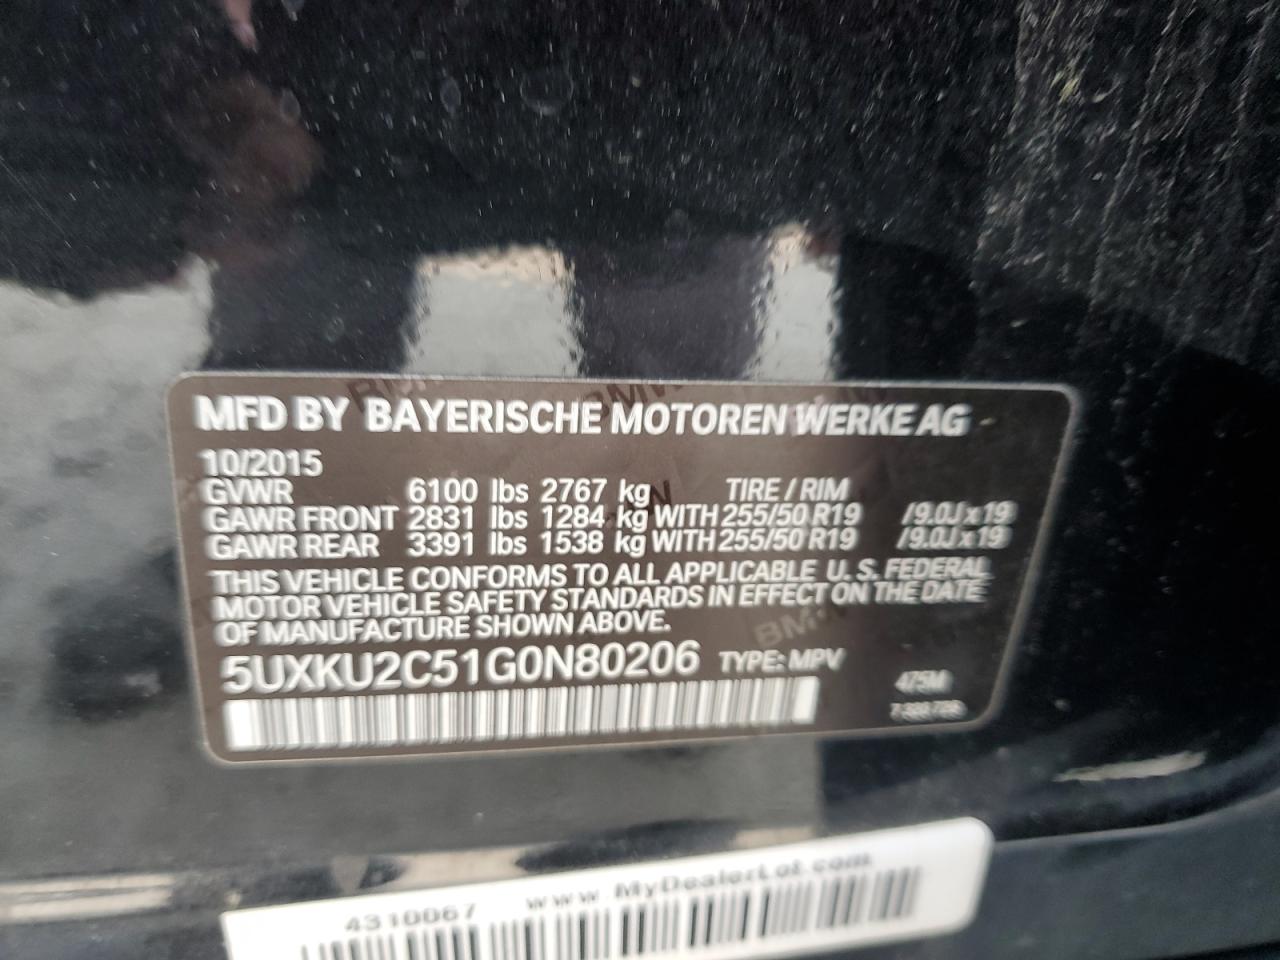 MFD BY BAYERISCHE MOTOREN WERKE AG
10/2015
GVWR 6100 lbs 2767 kg TIRE / RIM
GAWR FRONT 2831 lbs 1284 kg WITH 255/50 R19 /9.0J x 19
GAWR REAR 3391 lbs 1538 kg WITH 255/50 R19 /9.0J x 19
THIS VEHICLE CONFORMS TO ALL APPLICABLE U.S. FEDERAL
MOTOR VEHICLE SAFETY STANDARDS IN EFFECT ON THE DATE
OF MANUFACTURE SHOWN ABOVE.
5UXKU2C51G0N80206 TYPE: MPV
475M
4310067 www.MyDealerLot.com